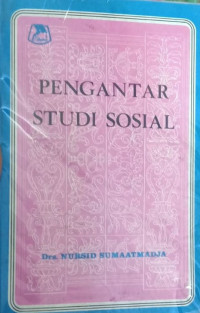 PENGANTAR
STUDI SOSIAL
Drs. NURSID SUMAATMADJA